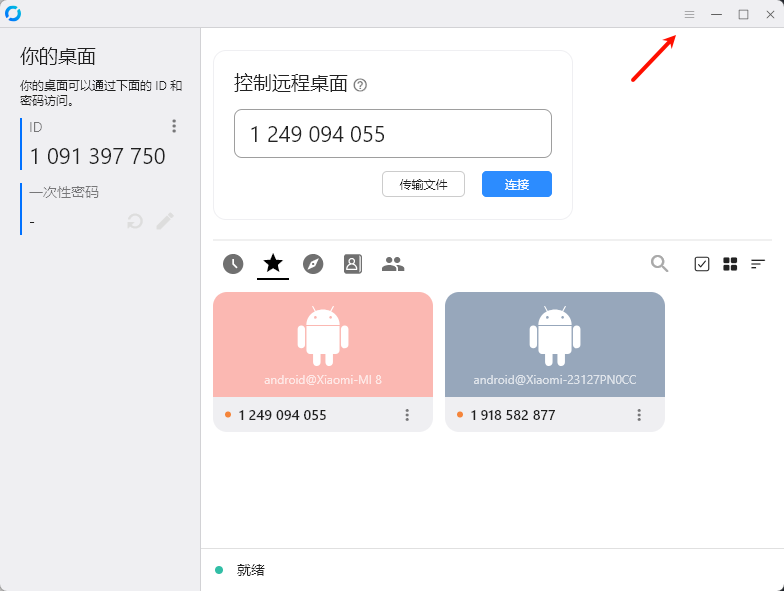 你的桌面
你的桌面可以通过下面的 ID 和
密码访问。
ID
1 091 397 750
一次性密码
-
控制远程桌面
1 249 094 055
传输文件
连接
android@Xiaomi-MI 8
1 249 094 055
android@Xiaomi-23127PN0CC
1 918 582 877
就绪